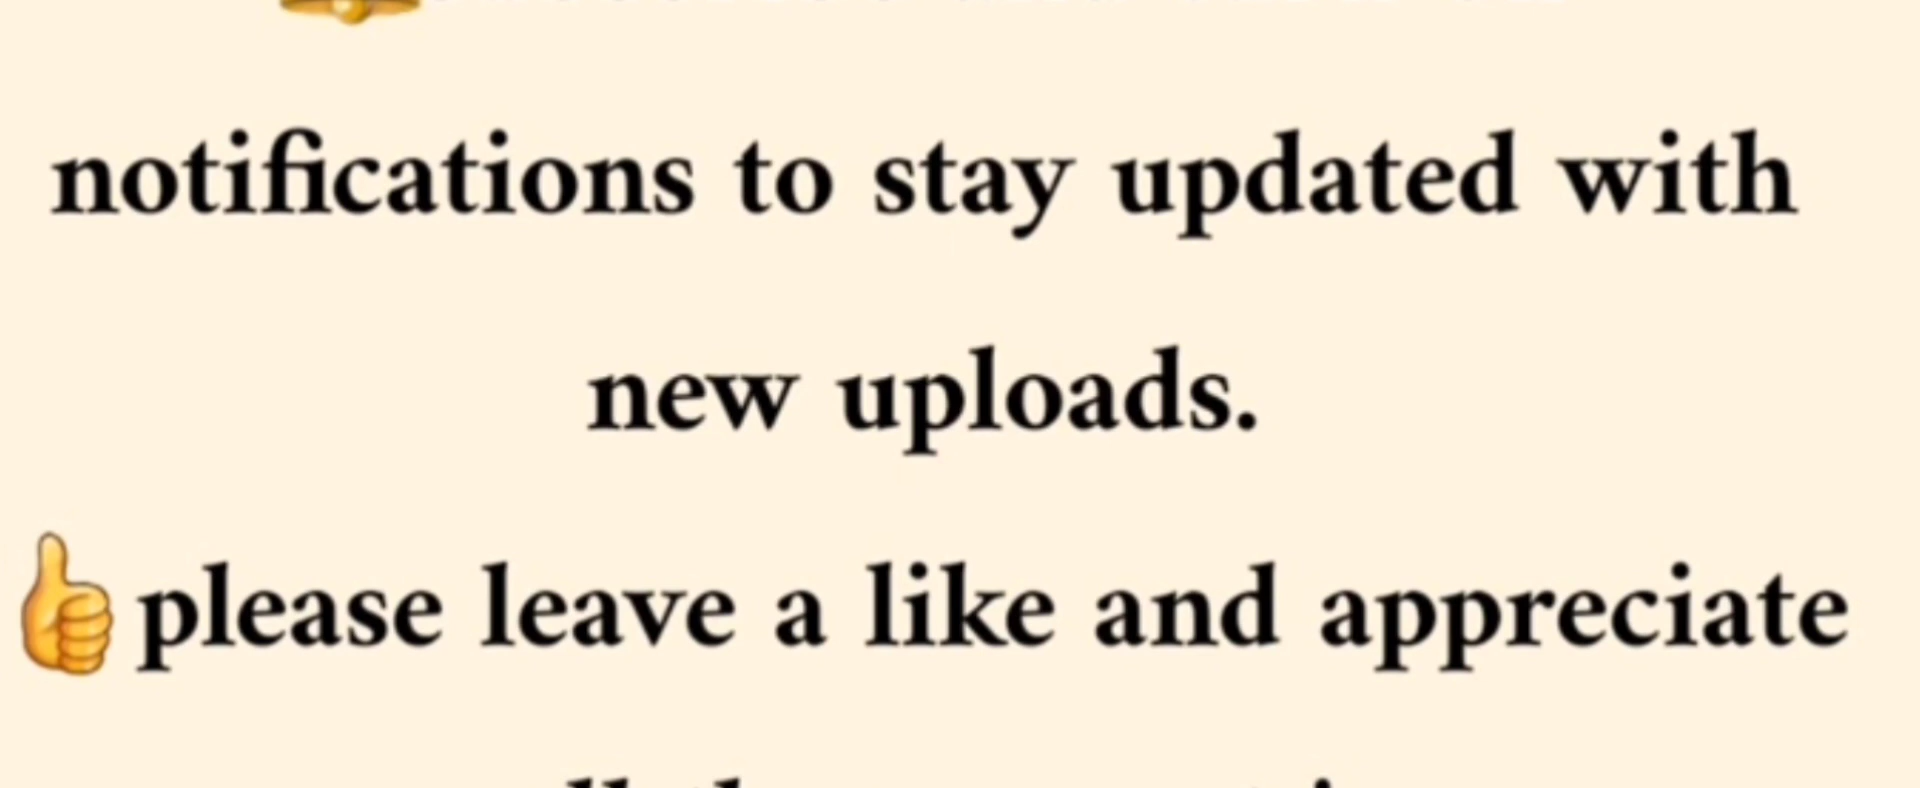 notifications to stay updated with
new uploads.
👍please leave a like and appreciate